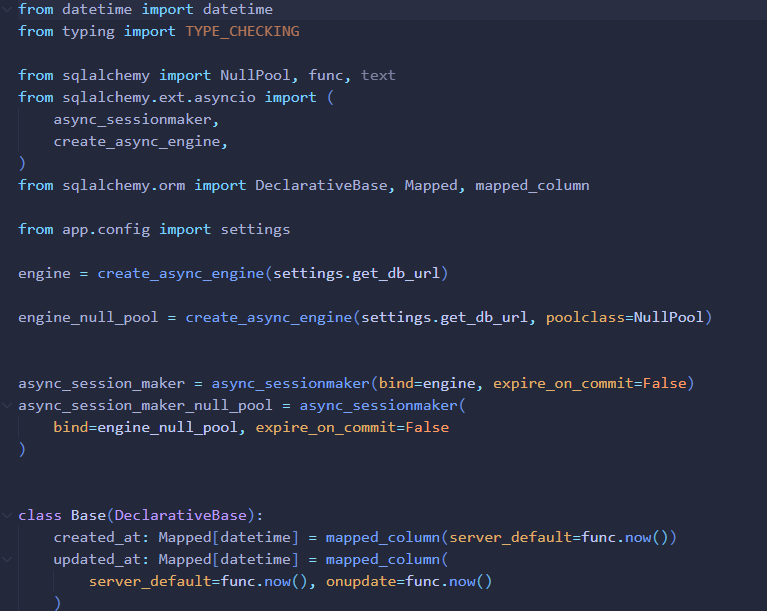 from datetime import datetime
from typing import TYPE_CHECKING
from sqlalchemy import NullPool, func, text
from sqlalchemy.ext.asyncio import (
    async_sessionmaker,
    create_async_engine,
)
from sqlalchemy.orm import DeclarativeBase, Mapped, mapped_column
from app.config import settings
engine = create_async_engine(settings.get_db_url)
engine_null_pool = create_async_engine(settings.get_db_url, poolclass=NullPool)
async_session_maker = async_sessionmaker(bind=engine, expire_on_commit=False)
async_session_maker_null_pool = async_sessionmaker(
    bind=engine_null_pool, expire_on_commit=False
)
class Base(DeclarativeBase):
    created_at: Mapped[datetime] = mapped_column(server_default=func.now())
    updated_at: Mapped[datetime] = mapped_column(
        server_default=func.now(), onupdate=func.now()
    )